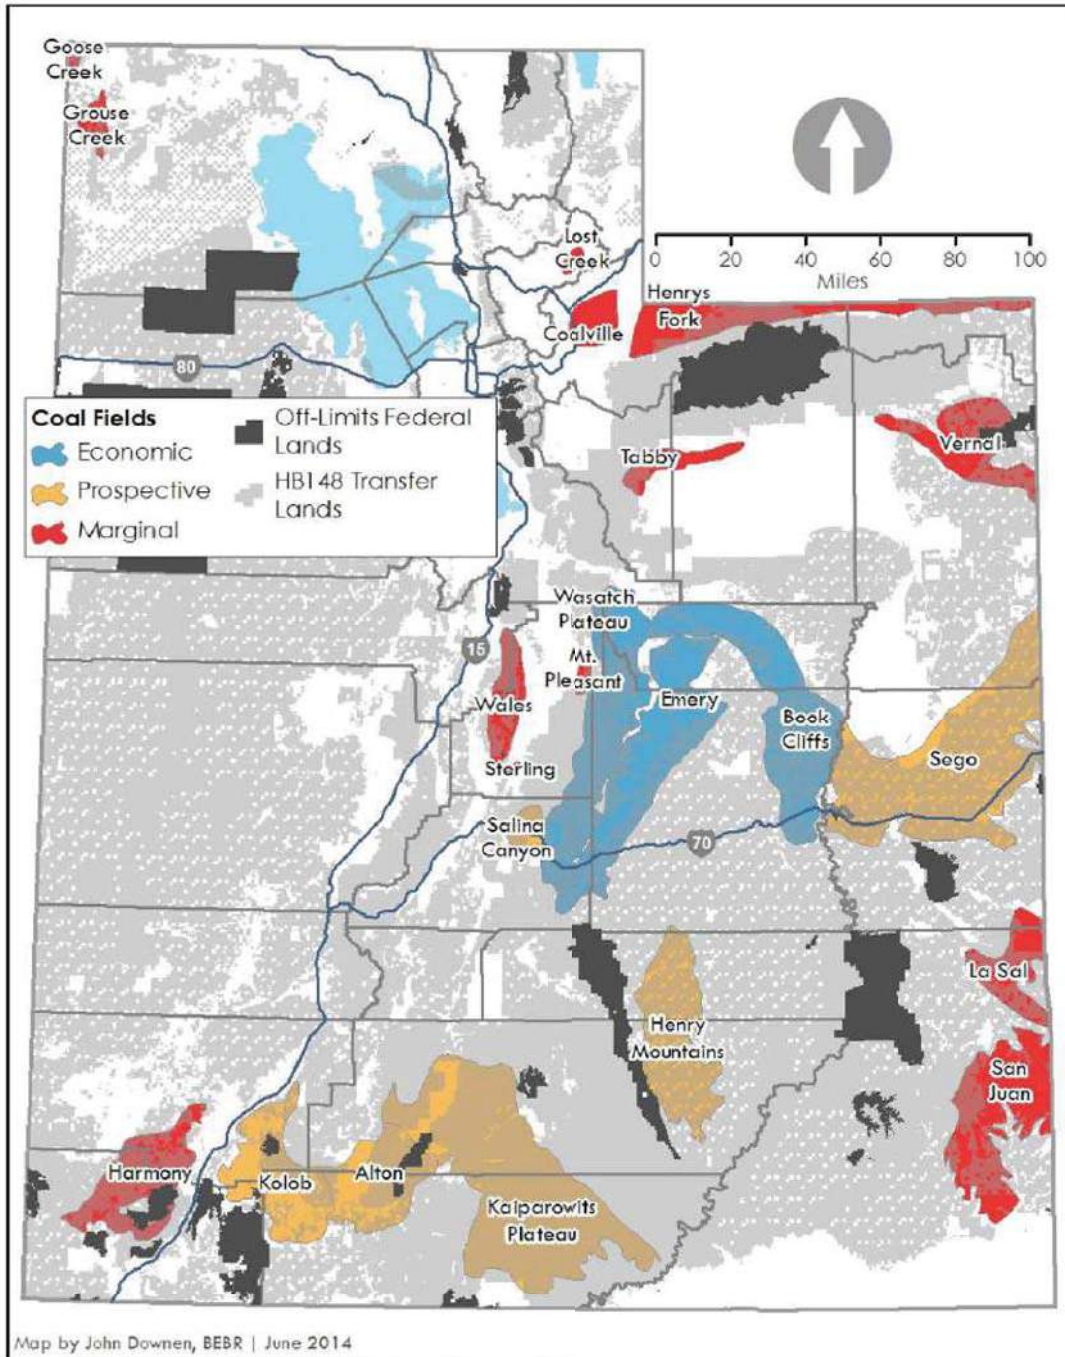 Goose
Creek
Grouse
Creek
Lost
Creek
0 20 40 60 80 100
Miles
Henrys
Fork
Coalville
80
Coal Fields
Economic
Prospective
Marginal
Off-Limits Federal
Lands
HB148 Transfer
Lands
Tabby
Vernal
Wasatch
Plateau
15
Mt.
Pleasant
Wales
Emery
Book
Cliffs
Sego
Sterling
Salina
Canyon
70
La Sal
Henry
Mountains
San
Juan
Harmony
Kolob
Alton
Kaiparowits
Plateau
Map by John Downen, BEBR | June 2014